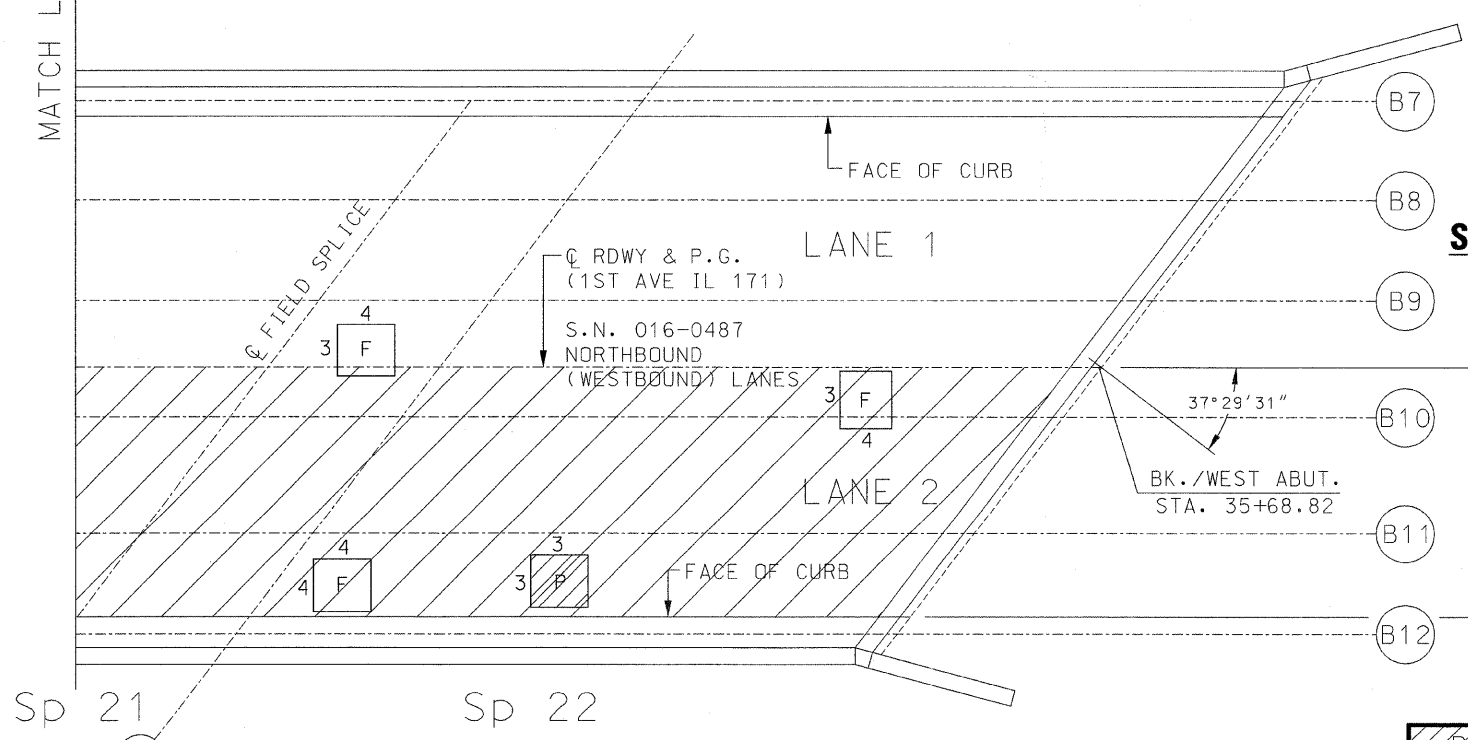 MATCH L
B7
FACE OF CURB
B8
LANE 1
℄ FIELD SPLICE
℄ RDWY & P.G.
(1ST AVE IL 171)
B9
4
3 F
S.N. 016-0487
NORTHBOUND
(WESTBOUND) LANES
3 F
4
37°29'31"
B10
LANE 2
BK./WEST ABUT.
STA. 35+68.82
B11
4
4 F
3
3 P
FACE OF CURB
B12
Sp 21
Sp 22